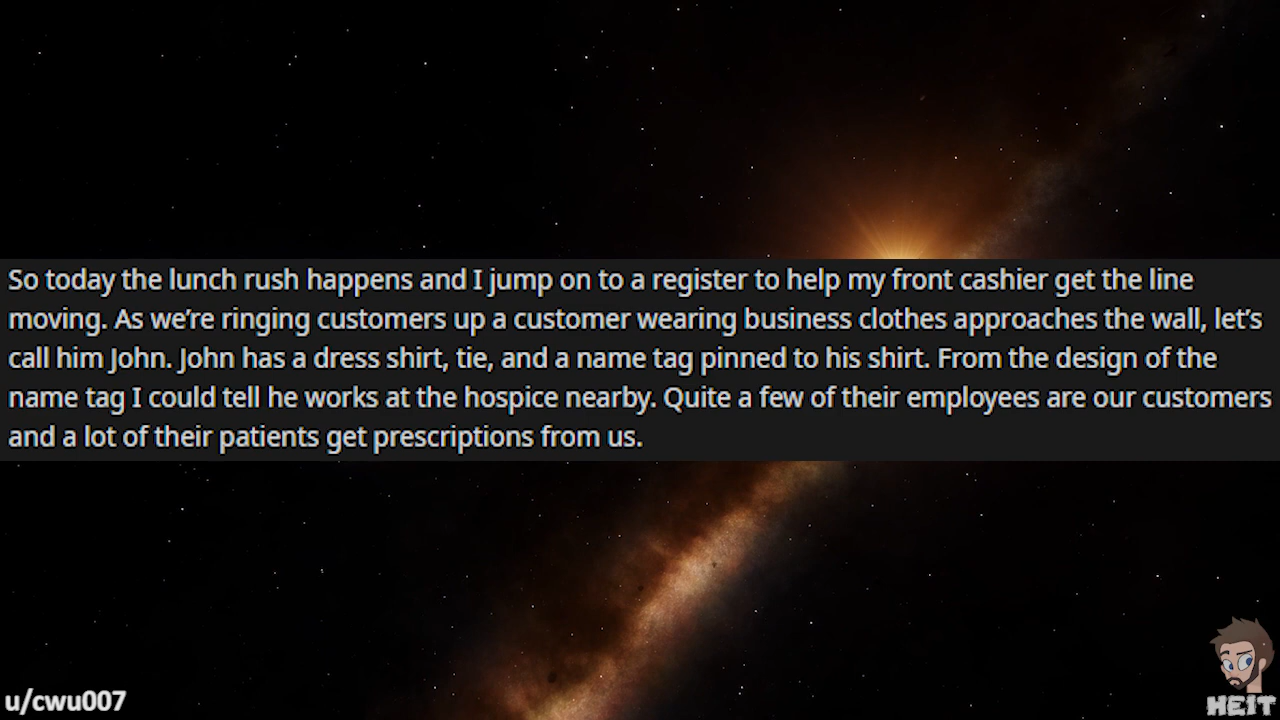 So today the lunch rush happens and I jump on to a register to help my front cashier get the line
moving. As we’re ringing customers up a customer wearing business clothes approaches the wall, let’s
call him John. John has a dress shirt, tie, and a name tag pinned to his shirt. From the design of the
name tag I could tell he works at the hospice nearby. Quite a few of their employees are our customers
and a lot of their patients get prescriptions from us.
u/cwu007
HEIT